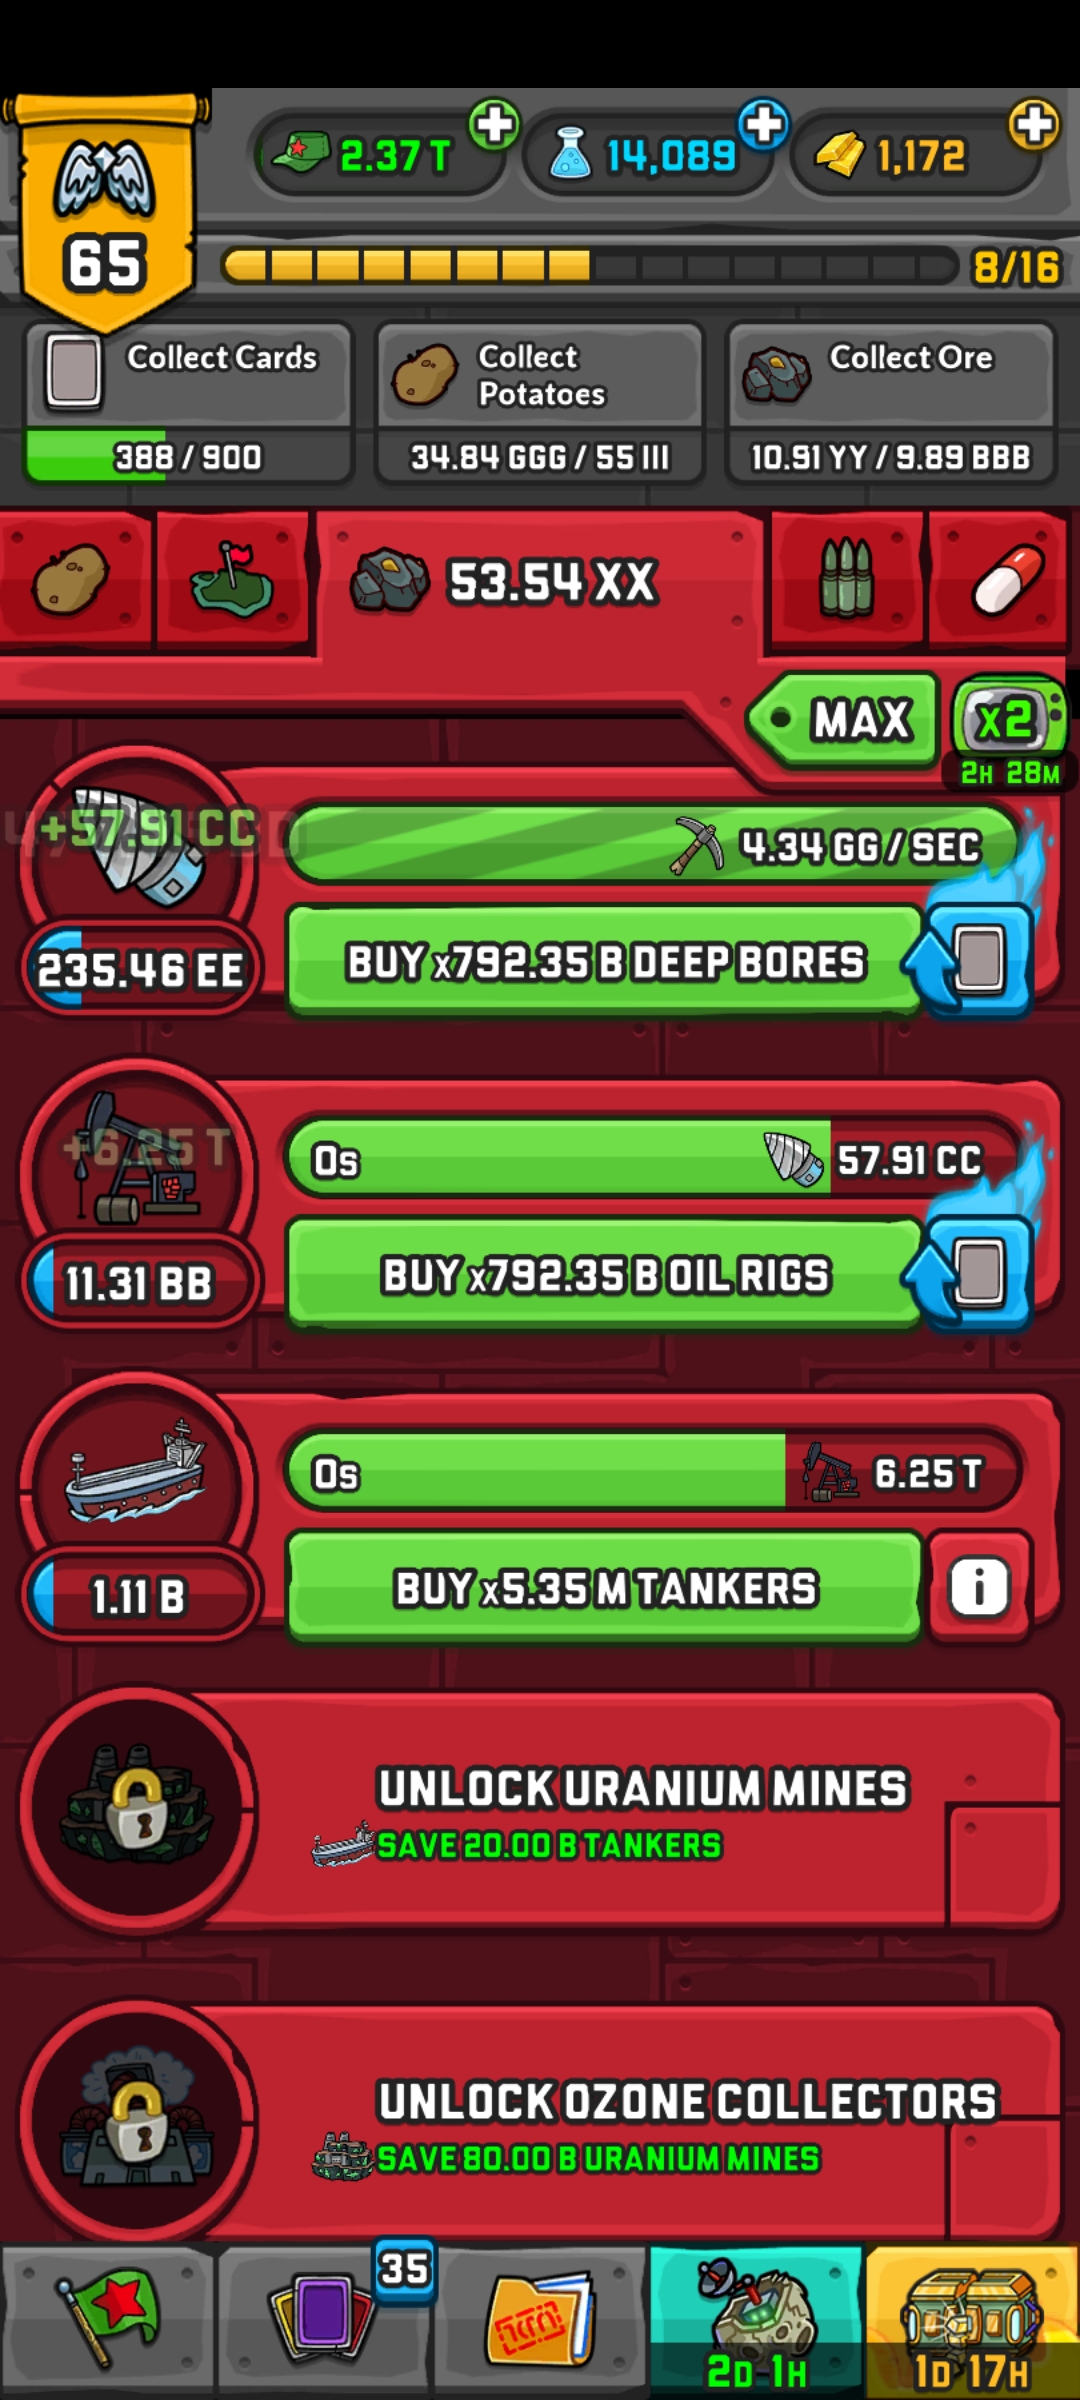 2.37 T
14,089
1,172
65
8/16
Collect Cards
388 / 900
Collect
Potatoes
34.84 GGG / 55 III
Collect Ore
10.91 YY / 9.89 BBB
53.54 XX
MAX
x2
2H 28M
+57.91 CC
4.34 GG / SEC
235.46 EE
BUY x792.35 B DEEP BORES
+6.25 T
0s
57.91 CC
11.31 BB
BUY x792.35 B OIL RIGS
0s
6.25 T
1.11 B
BUY x5.35 M TANKERS
i
UNLOCK URANIUM MINES
SAVE 20.00 B TANKERS
UNLOCK OZONE COLLECTORS
SAVE 80.00 B URANIUM MINES
35
2D 1H
1D 17H